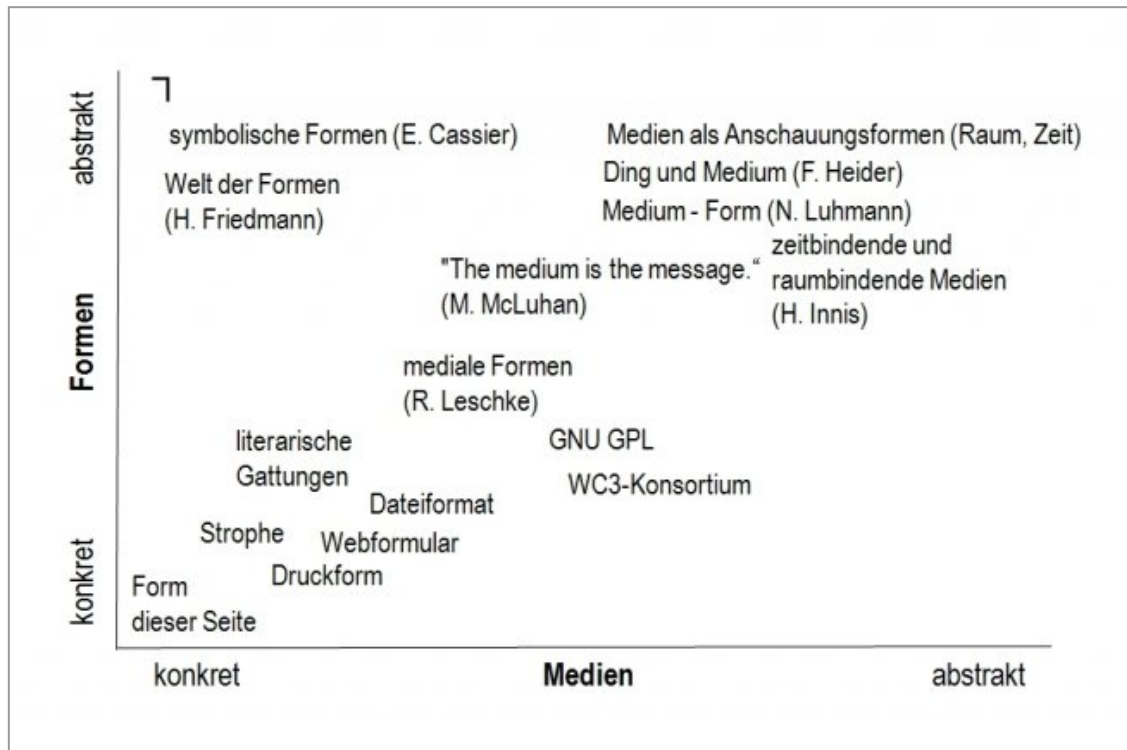 abstrakt
Formen
konkret
symbolische Formen (E. Cassier)
Welt der Formen
(H. Friedmann)
Medien als Anschauungsformen (Raum, Zeit)
Ding und Medium (F. Heider)
Medium - Form (N. Luhmann)
zeitbindende und
raumbindende Medien
(H. Innis)
"The medium is the message.“
(M. McLuhan)
mediale Formen
(R. Leschke)
literarische
Gattungen
GNU GPL
WC3-Konsortium
Dateiformat
Strophe
Webformular
Druckform
Form
dieser Seite
konkret
Medien
abstrakt